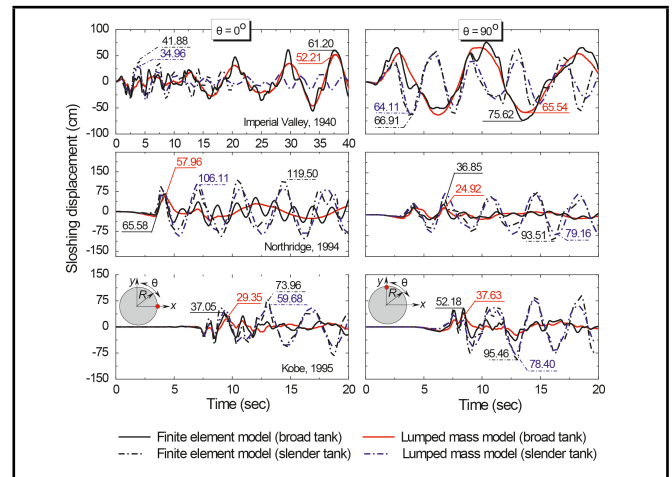 θ = 0° θ = 90°
100
50
0
-50
-100
41.88
34.96
61.20
52.21
Imperial Valley, 1940
0 5 10 15 20 25 30 35 40
64.11
66.91
75.62
65.54
Sloshing displacement (cm)
150
75
0
-75
-150
57.96
106.11
119.50
65.58
Northridge, 1994
36.85
24.92
93.51
79.16
150
75
0
-75
-150
y
θ
R
x
37.05
29.35
73.96
59.68
Kobe, 1995
0 5 10 15 20
Time (sec)
y
θ
R
x
52.18
37.63
95.46
78.40
0 5 10 15 20
Time (sec)
Finite element model (broad tank) Lumped mass model (broad tank)
Finite element model (slender tank) Lumped mass model (slender tank)